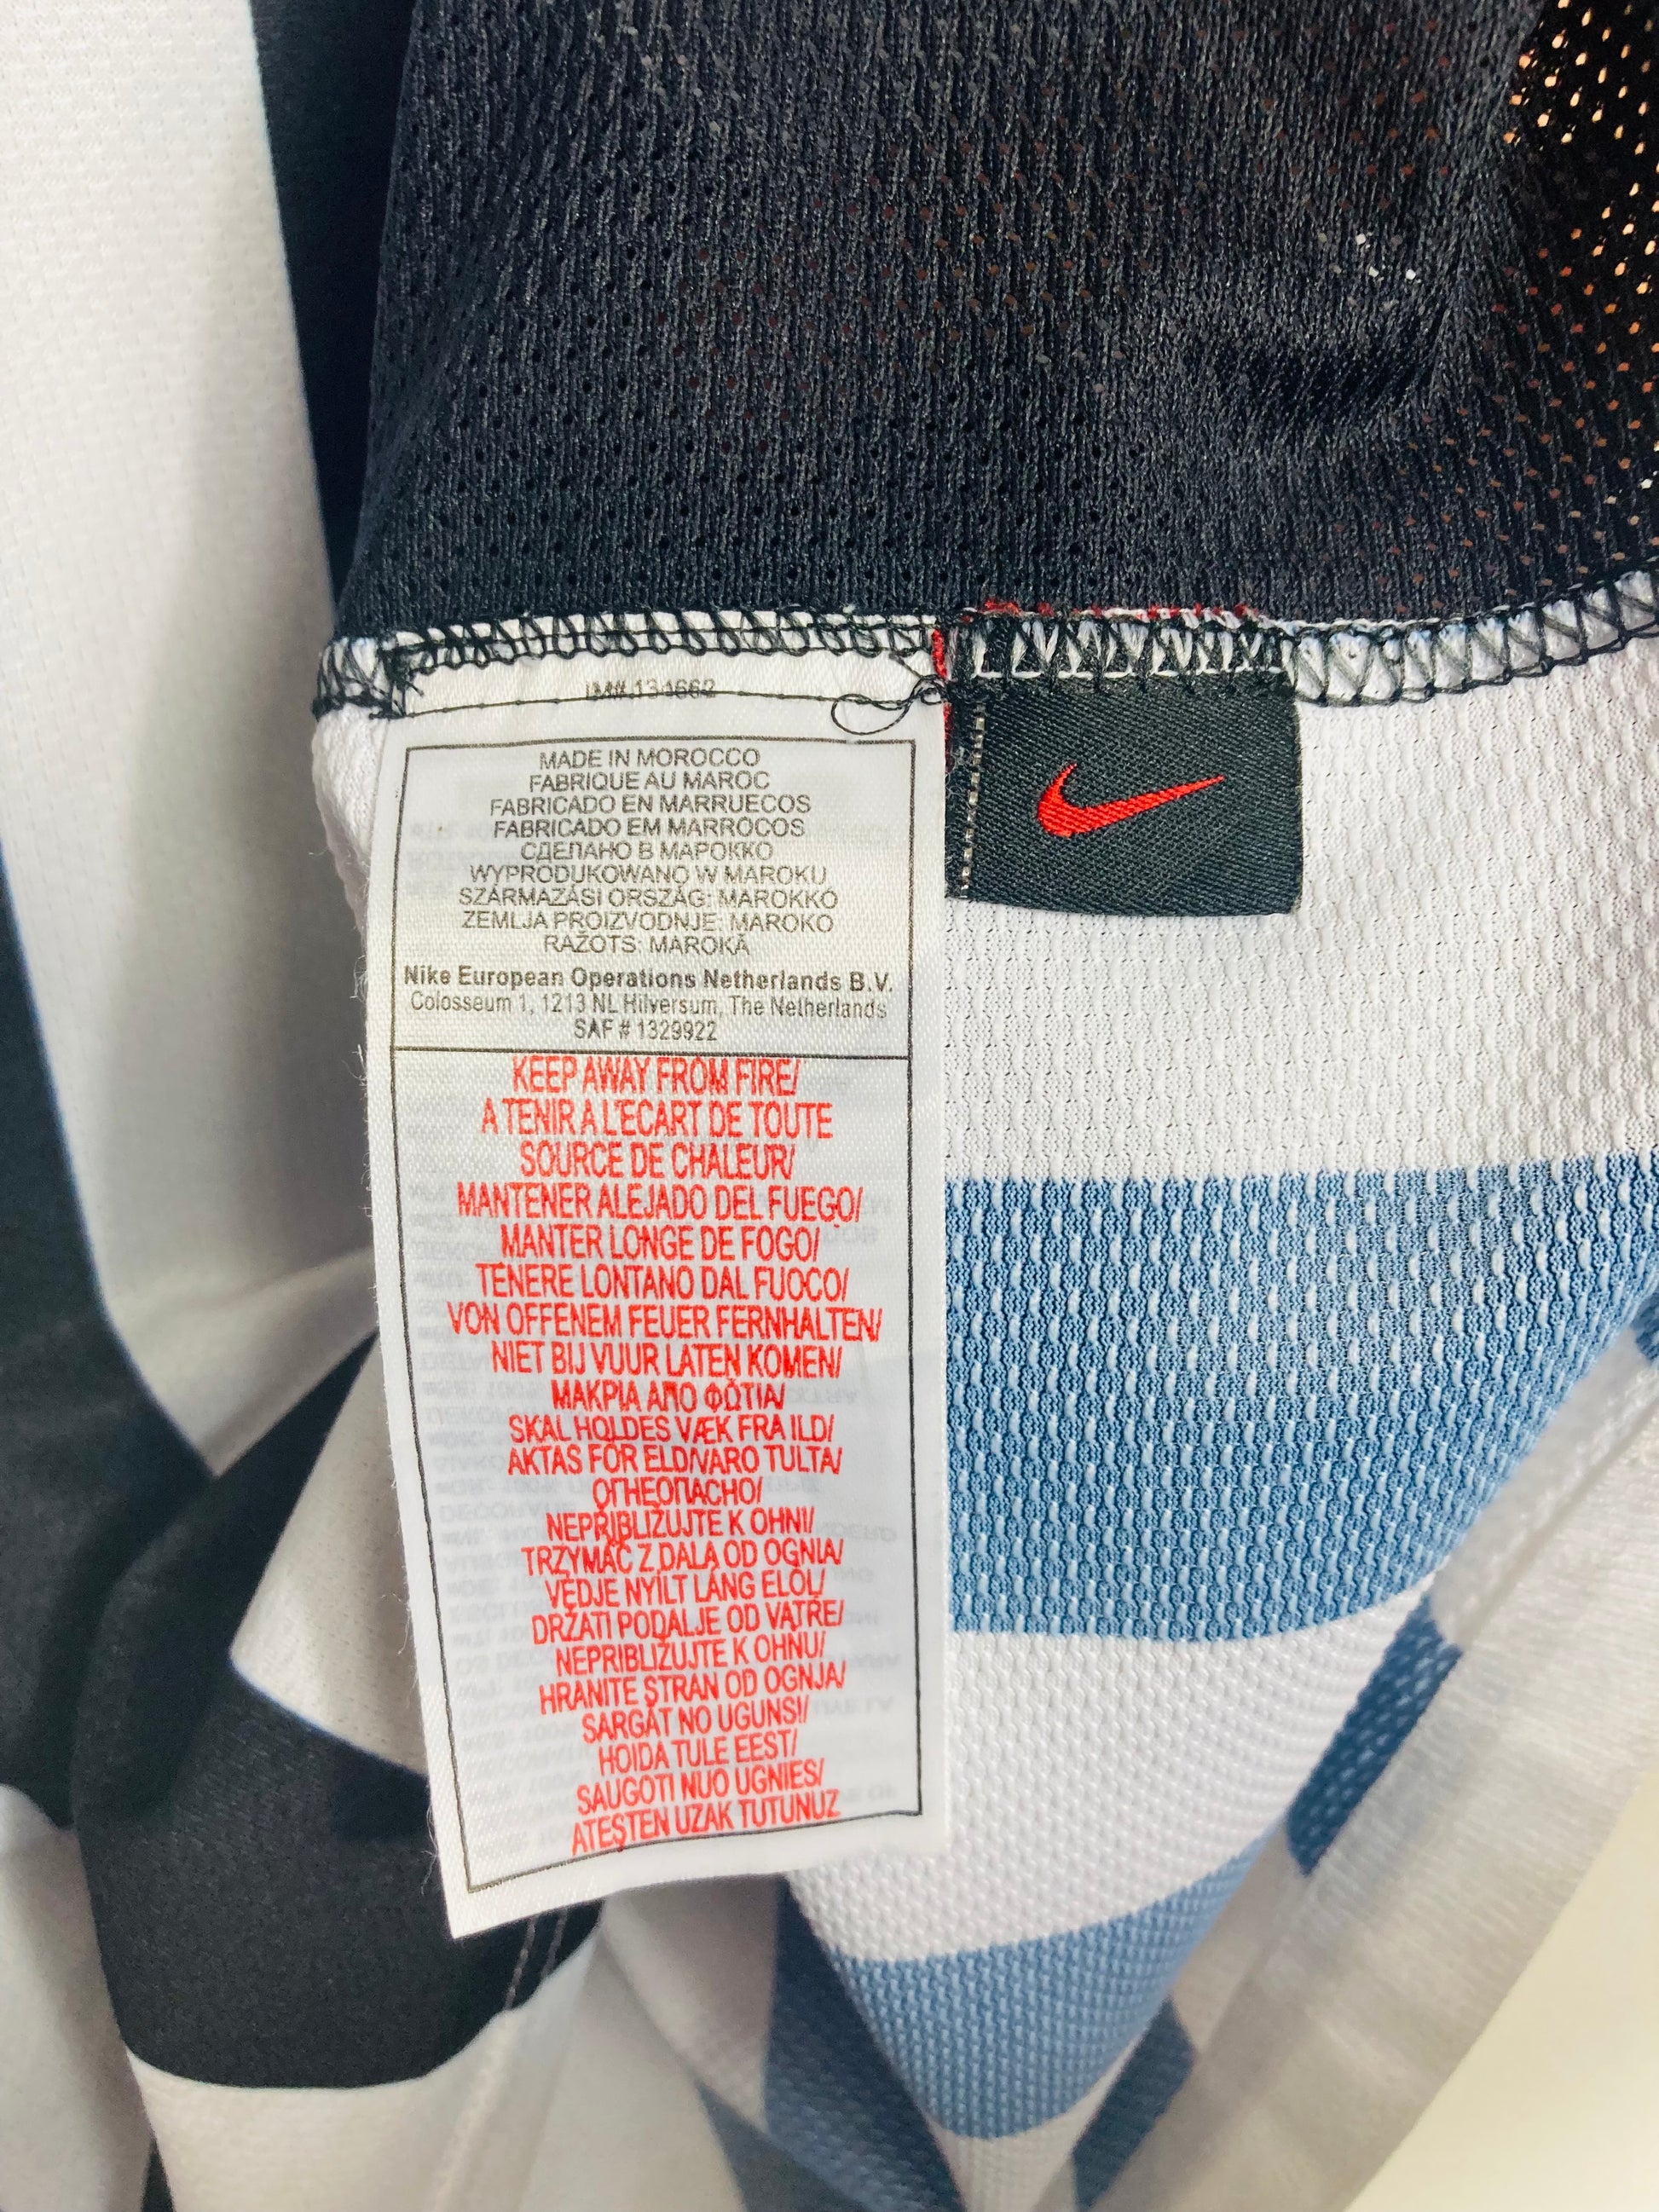 IM# 134662
MADE IN MOROCCO
FABRIQUE AU MAROC
FABRICADO EN MARRUECOS
FABRICADO EM MARROCOS
СДЕЛАНО В МАРОККО
WYPRODUKOWANO W MAROKU
SZÁRMAZÁSI ORSZÁG: MAROKKÓ
ZEMLJA PROIZVODNJE: MAROKO
RAŽOTS: MAROKĀ
Nike European Operations Netherlands B.V.
Colosseum 1, 1213 NL Hilversum, The Netherlands
SAF # 1329922
KEEP AWAY FROM FIRE/
A TENIR A L'ECART DE TOUTE
SOURCE DE CHALEUR/
MANTENER ALEJADO DEL FUEGO/
MANTER LONGE DE FOGO/
TENERE LONTANO DAL FUOCO/
VON OFFENEM FEUER FERNHALTEN/
NIET BIJ VUUR LATEN KOMEN/
ΜΑΚΡΙΑ ΑΠΟ ΦΩΤΙΑ/
SKAL HOLDES VÆK FRA ILD/
AKTAS FÖR ELD/VARO TULTA/
ОГНЕОПАСНО/
NEPŘIBLIŽUJTE K OHNI/
TRZYMAĆ Z DALA OD OGNIA/
VÉDJE NYÍLT LÁNG ELŐL/
DRŽATI PODALJE OD VATRE/
NEPRIBLIŽUJTE K OHŇU/
HRANITE STRAN OD OGNJA/
SARGĀT NO UGUNS!/
HOIDA TULE EEST/
SAUGOTI NUO UGNIES/
ATEŞTEN UZAK TUTUNUZ